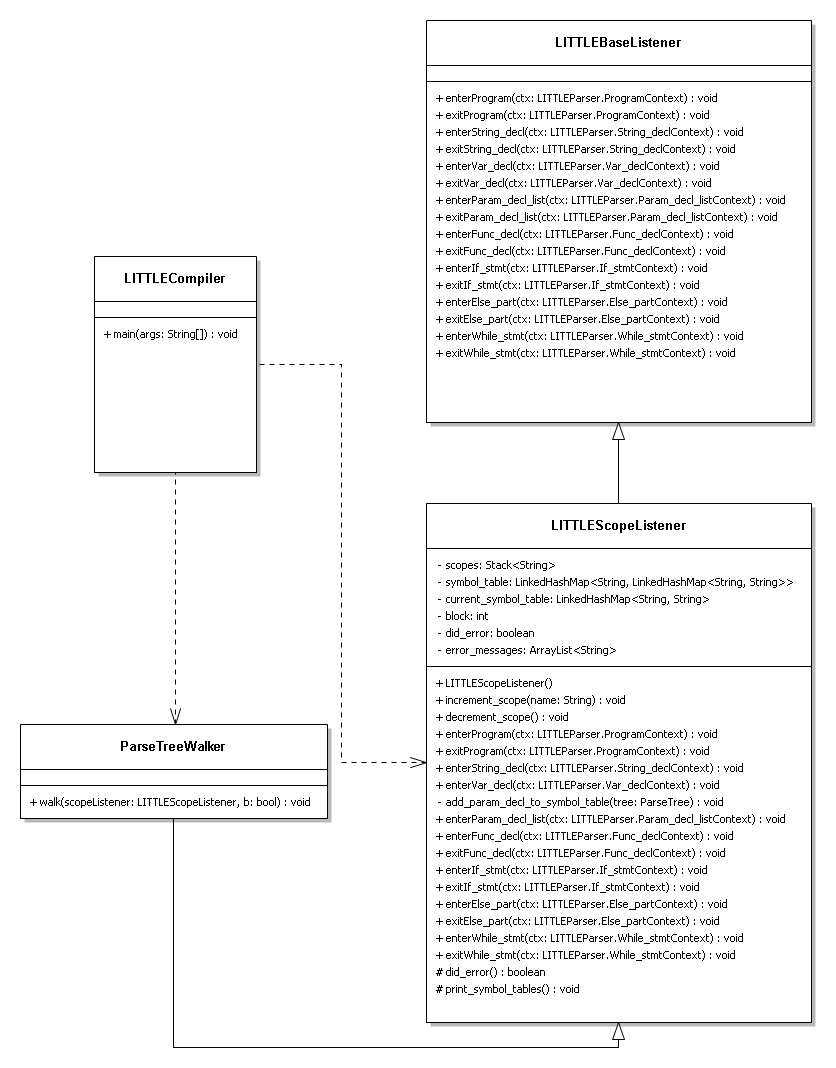 LITTLEBaseListener
+ enterProgram(ctx: LITTLEParser.ProgramContext) : void
+ exitProgram(ctx: LITTLEParser.ProgramContext) : void
+ enterString_decl(ctx: LITTLEParser.String_declContext) : void
+ exitString_decl(ctx: LITTLEParser.String_declContext) : void
+ enterVar_decl(ctx: LITTLEParser.Var_declContext) : void
+ exitVar_decl(ctx: LITTLEParser.Var_declContext) : void
+ enterParam_decl_list(ctx: LITTLEParser.Param_decl_listContext) : void
+ exitParam_decl_list(ctx: LITTLEParser.Param_decl_listContext) : void
+ enterFunc_decl(ctx: LITTLEParser.Func_declContext) : void
+ exitFunc_decl(ctx: LITTLEParser.Func_declContext) : void
+ enterIf_stmt(ctx: LITTLEParser.If_stmtContext) : void
+ exitIf_stmt(ctx: LITTLEParser.If_stmtContext) : void
+ enterElse_part(ctx: LITTLEParser.Else_partContext) : void
+ exitElse_part(ctx: LITTLEParser.Else_partContext) : void
+ enterWhile_stmt(ctx: LITTLEParser.While_stmtContext) : void
+ exitWhile_stmt(ctx: LITTLEParser.While_stmtContext) : void
LITTLECompiler
+ main(args: String[]) : void
LITTLEScopeListener
- scopes: Stack<String>
- symbol_table: LinkedHashMap<String, LinkedHashMap<String, String>>
- current_symbol_table: LinkedHashMap<String, String>
- block: int
- did_error: boolean
- error_messages: ArrayList<String>
+ LITTLEScopeListener()
+ increment_scope(name: String) : void
+ decrement_scope() : void
+ enterProgram(ctx: LITTLEParser.ProgramContext) : void
+ exitProgram(ctx: LITTLEParser.ProgramContext) : void
+ enterString_decl(ctx: LITTLEParser.String_declContext) : void
+ enterVar_decl(ctx: LITTLEParser.Var_declContext) : void
- add_param_decl_to_symbol_table(tree: ParseTree) : void
+ enterParam_decl_list(ctx: LITTLEParser.Param_decl_listContext) : void
+ enterFunc_decl(ctx: LITTLEParser.Func_declContext) : void
+ exitFunc_decl(ctx: LITTLEParser.Func_declContext) : void
+ enterIf_stmt(ctx: LITTLEParser.If_stmtContext) : void
+ exitIf_stmt(ctx: LITTLEParser.If_stmtContext) : void
+ enterElse_part(ctx: LITTLEParser.Else_partContext) : void
+ exitElse_part(ctx: LITTLEParser.Else_partContext) : void
+ enterWhile_stmt(ctx: LITTLEParser.While_stmtContext) : void
+ exitWhile_stmt(ctx: LITTLEParser.While_stmtContext) : void
# did_error() : boolean
# print_symbol_tables() : void
ParseTreeWalker
+ walk(scopeListener: LITTLEScopeListener, b: bool) : void